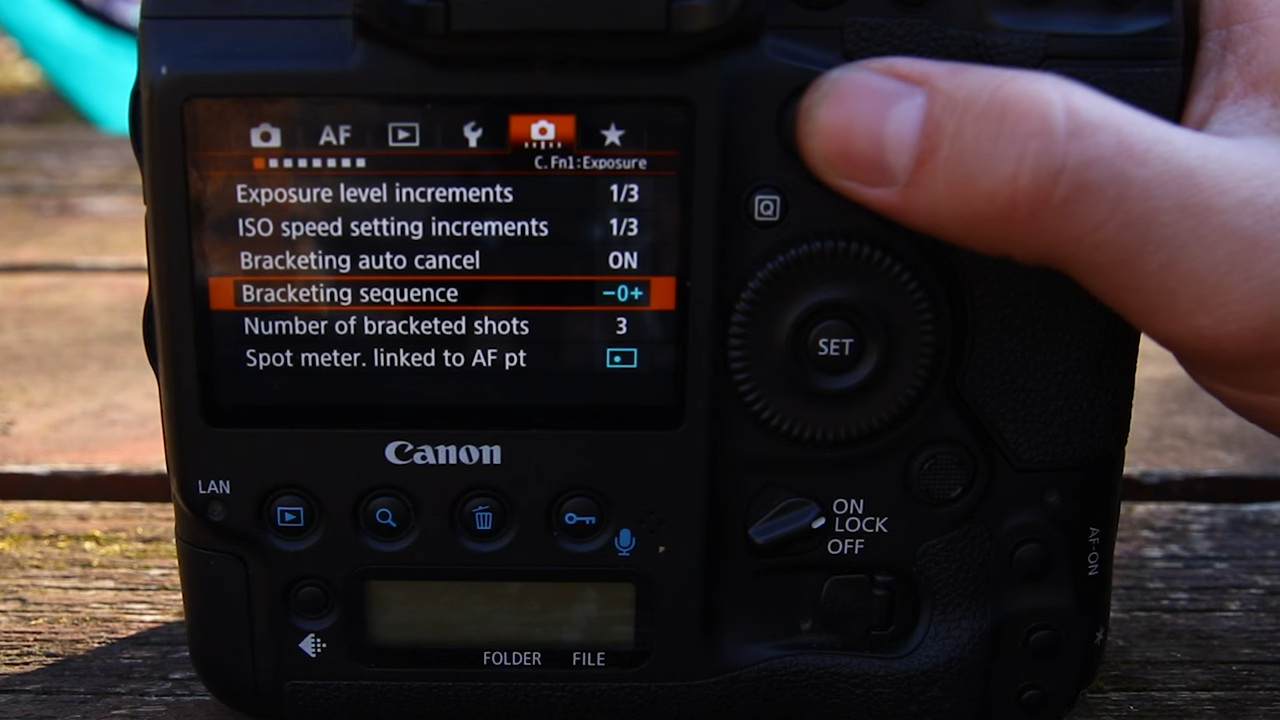 AF
C.Fn1:Exposure
Exposure level increments 1/3
ISO speed setting increments 1/3
Bracketing auto cancel ON
Bracketing sequence −0+
Number of bracketed shots 3
Spot meter. linked to AF pt
Q
SET
Canon
LAN
ON
LOCK
OFF
AF-ON
FOLDER FILE